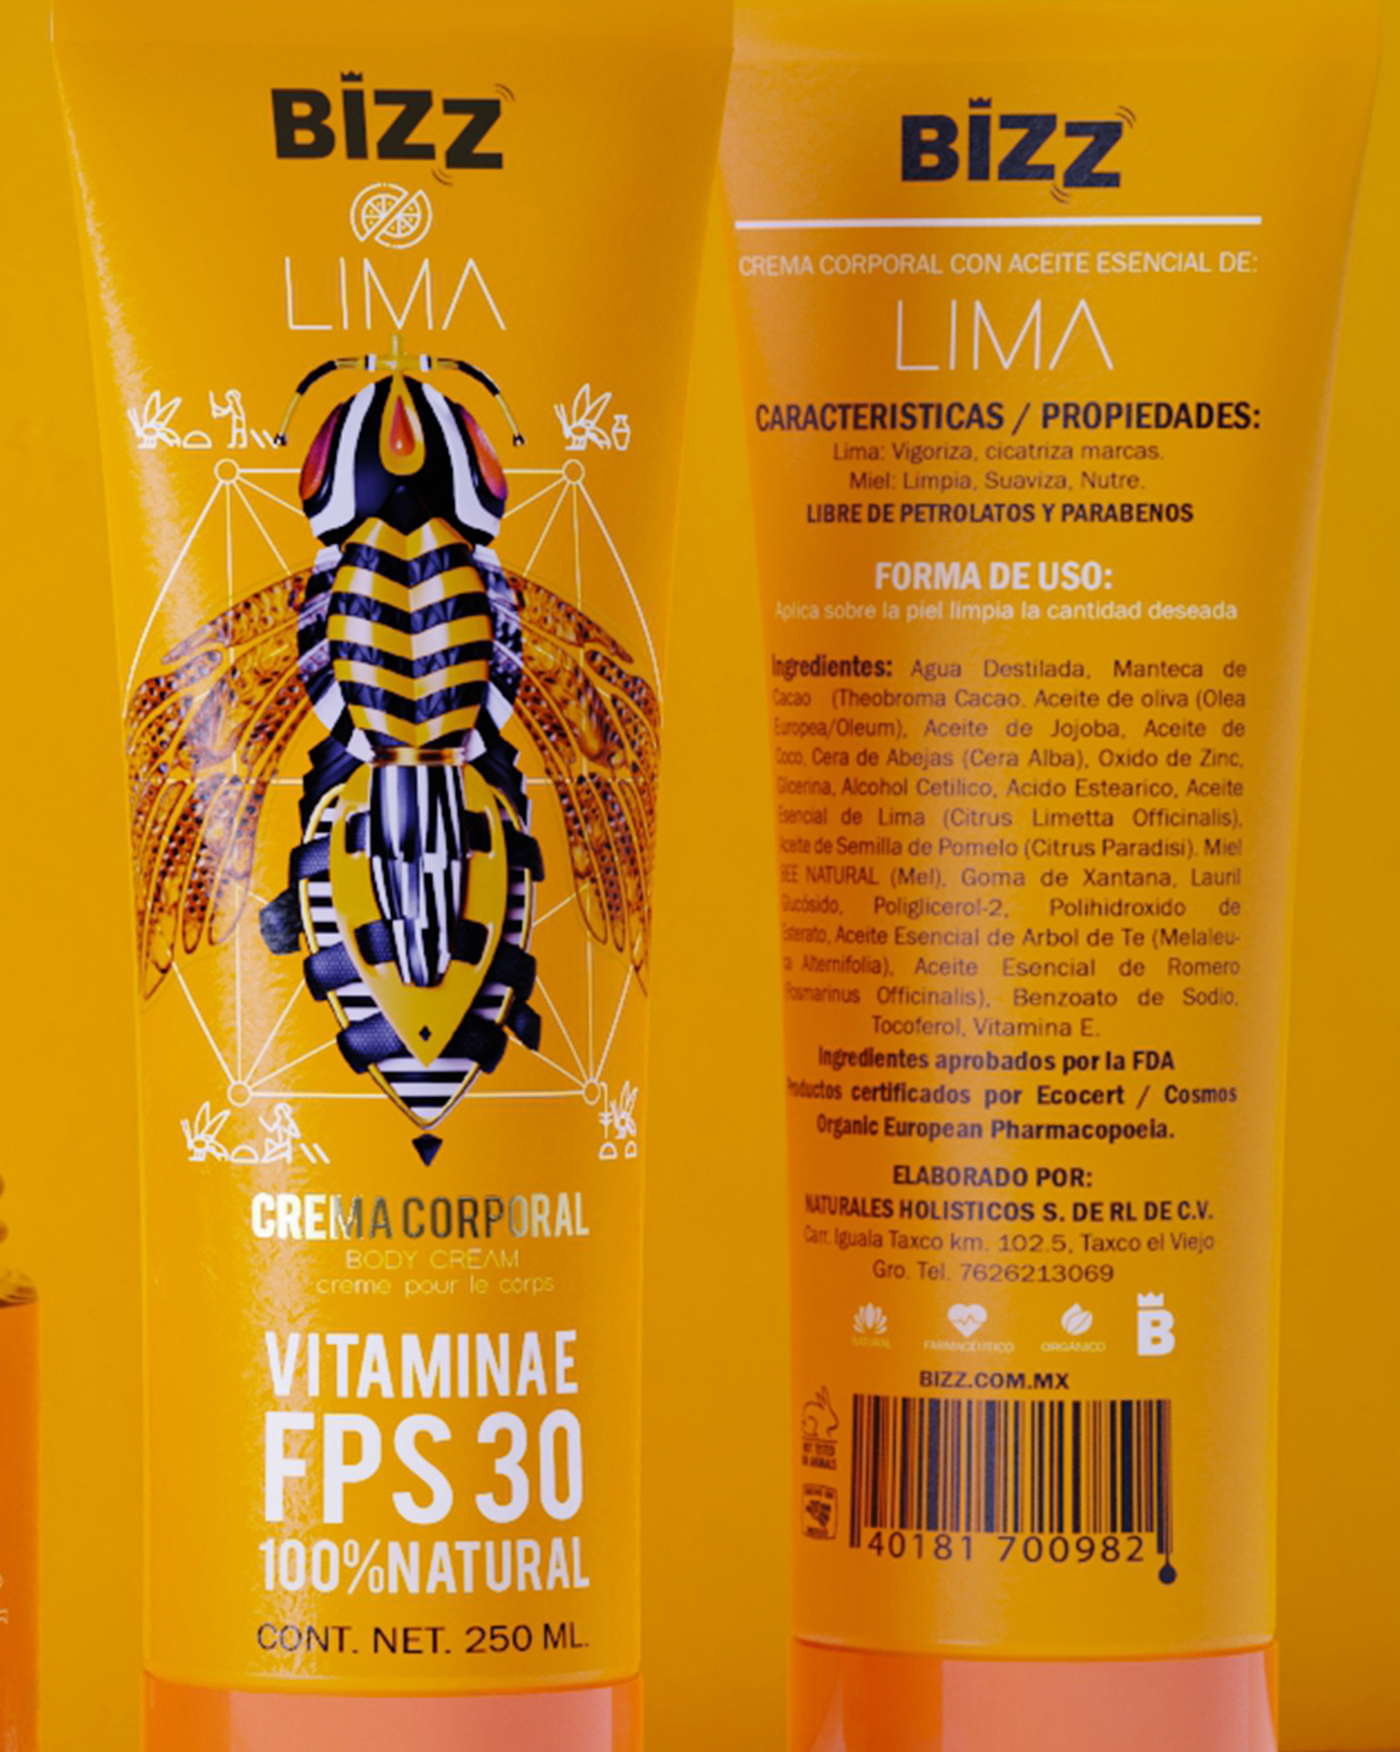 BIZZ
LIMA
CREMA CORPORAL
BODY CREAM
creme pour le corps
VITAMINA E
FPS 30
100%NATURAL
CONT. NET. 250 ML.
BIZZ
CREMA CORPORAL CON ACEITE ESENCIAL DE:
LIMA
CARACTERISTICAS / PROPIEDADES:
Lima: Vigoriza, cicatriza marcas.
Miel: Limpia, Suaviza, Nutre.
LIBRE DE PETROLATOS Y PARABENOS
FORMA DE USO:
Aplica sobre la piel limpia la cantidad deseada
Ingredientes: Agua Destilada, Manteca de
Cacao (Theobroma Cacao. Aceite de oliva (Olea
Europea/Oleum), Aceite de Jojoba, Aceite de
Coco, Cera de Abejas (Cera Alba), Oxido de Zinc,
Glicerina, Alcohol Cetilico, Acido Estearico, Aceite
Esencial de Lima (Citrus Limetta Officinalis),
Aceite de Semilla de Pomelo (Citrus Paradisi). Miel
BEE NATURAL (Mel), Goma de Xantana, Lauril
Glucósido, Poliglicerol-2, Polihidroxido de
Esterato, Aceite Esencial de Arbol de Te (Melaleu-
ca Alternifolia), Aceite Esencial de Romero
(Rosmarinus Officinalis), Benzoato de Sodio,
Tocoferol, Vitamina E.
Ingredientes aprobados por la FDA
Productos certificados por Ecocert / Cosmos
Organic European Pharmacopoeia.
ELABORADO POR:
NATURALES HOLISTICOS S. DE RL DE C.V.
Carr. Iguala Taxco km. 102.5, Taxco el Viejo
Gro. Tel. 7626213069
NATURAL FARMACÉUTICO ORGÁNICO B
BIZZ.COM.MX
NOT TESTED
ON ANIMALS
40181 700982